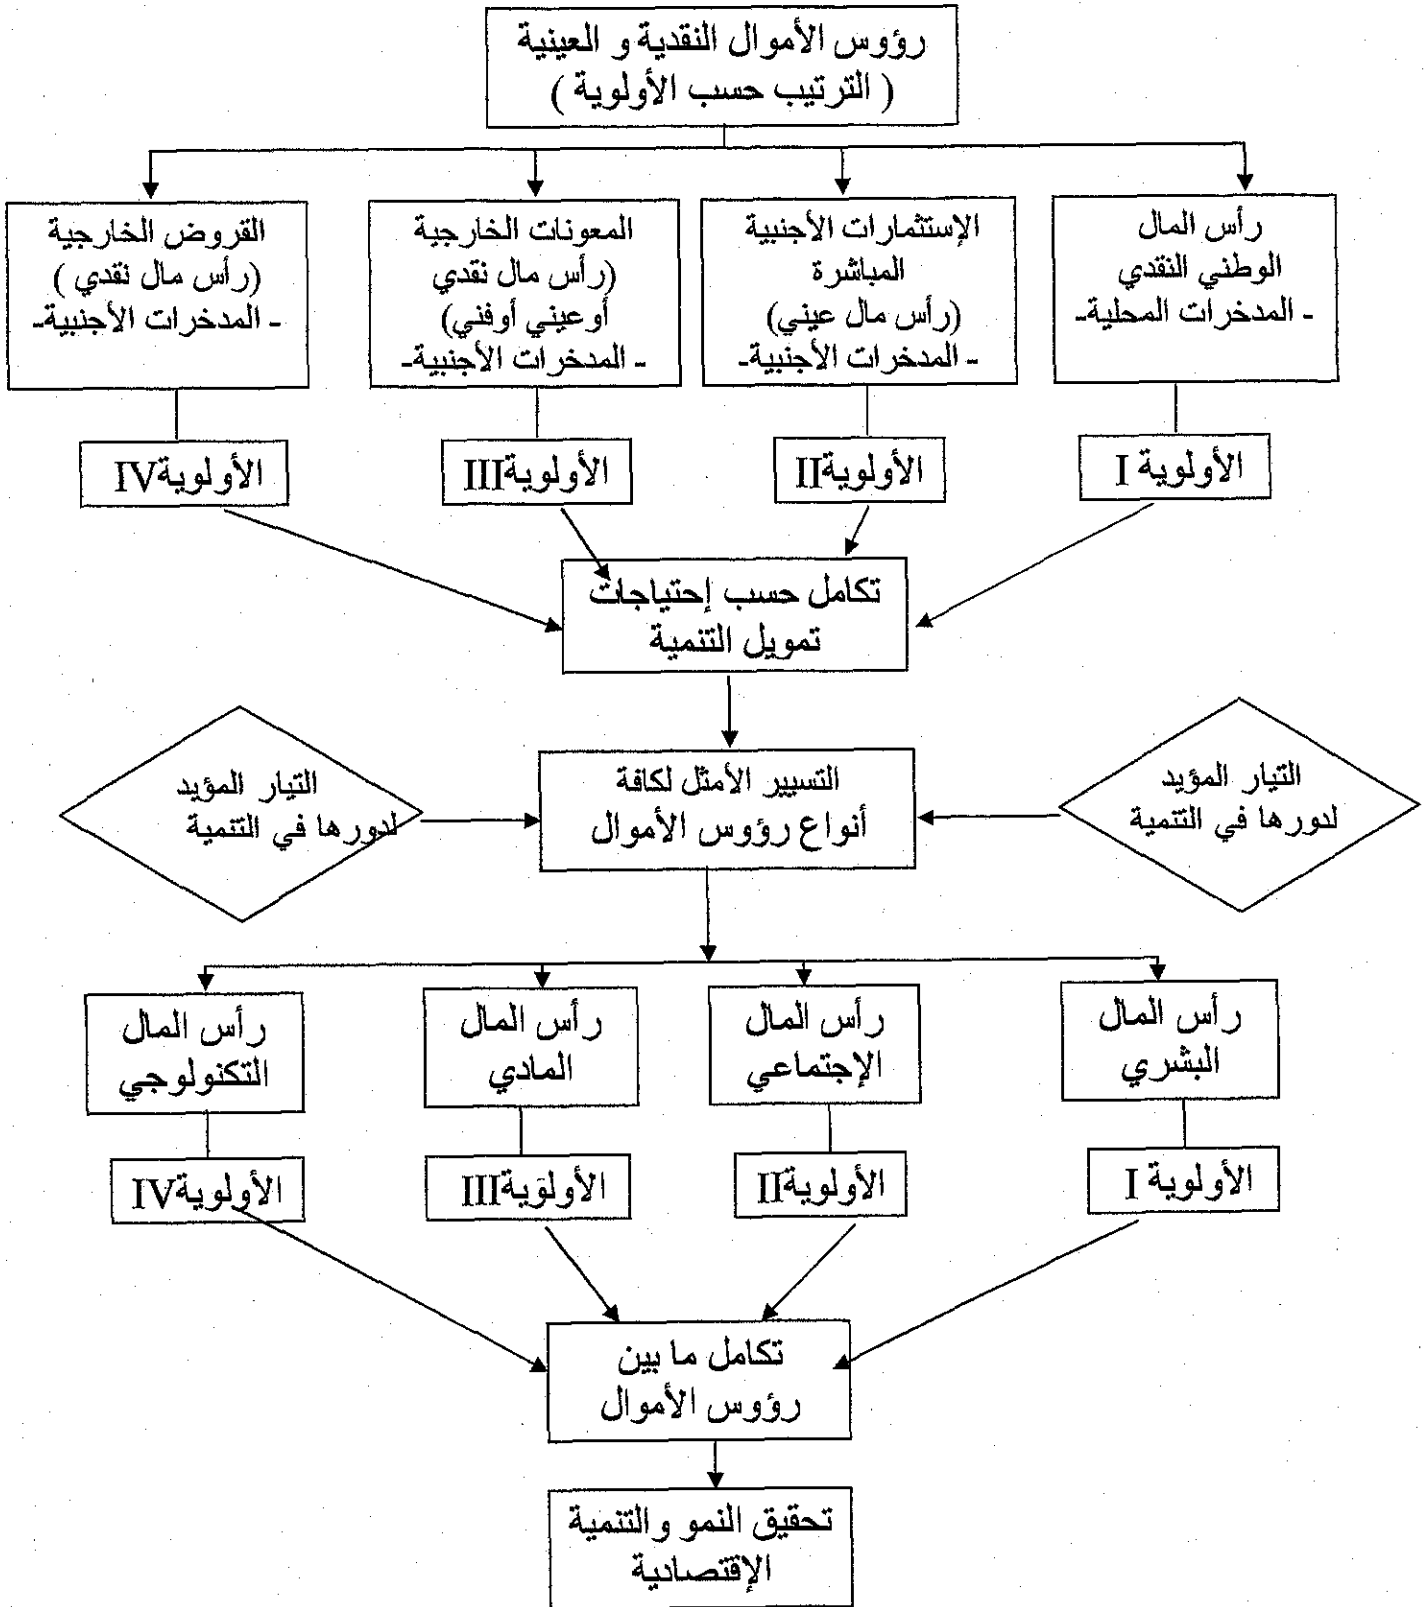 رؤوس الأموال النقدية و العينية
( الترتيب حسب الأولوية )
رأس المال
الوطني النقدي
- المدخرات المحلية-
الإستثمارات الأجنبية
المباشرة
(رأس مال عيني)
- المدخرات الأجنبية-
المعونات الخارجية
(رأس مال نقدي
أوعيني أوفني)
- المدخرات الأجنبية-
القروض الخارجية
(رأس مال نقدي )
- المدخرات الأجنبية-
الأولوية I
الأولويةII
الأولويةIII
الأولويةIV
تكامل حسب إحتياجات
تمويل التنمية
التيار المؤيد
لدورها في التنمية
التسيير الأمثل لكافة
أنواع رؤوس الأموال
التيار المؤيد
لدورها في التنمية
رأس المال
البشري
رأس المال
الإجتماعي
رأس المال
المادي
رأس المال
التكنولوجي
الأولوية I
الأولويةII
الأولويةIII
الأولويةIV
تكامل ما بين
رؤوس الأموال
تحقيق النمو والتنمية
الإقتصادية